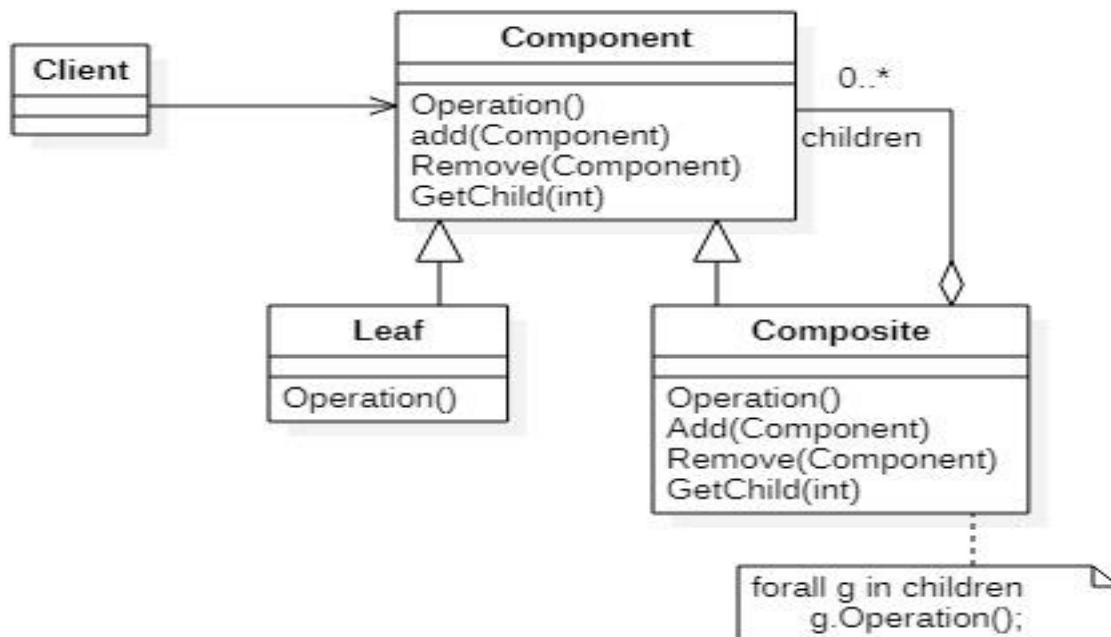 Client
Component
Operation()
add(Component)
Remove(Component)
GetChild(int)
0..*
children
Leaf
Operation()
Composite
Operation()
Add(Component)
Remove(Component)
GetChild(int)
forall g in children
g.Operation();